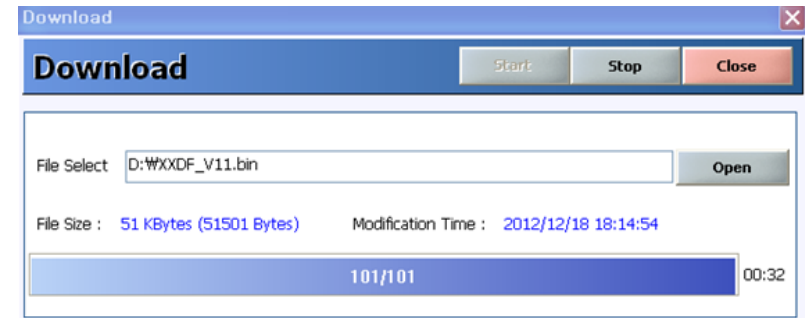 Download
Download Start Stop Close
File Select D:₩XXDF_V11.bin Open
File Size : 51 KBytes (51501 Bytes) Modification Time : 2012/12/18 18:14:54
101/101 00:32